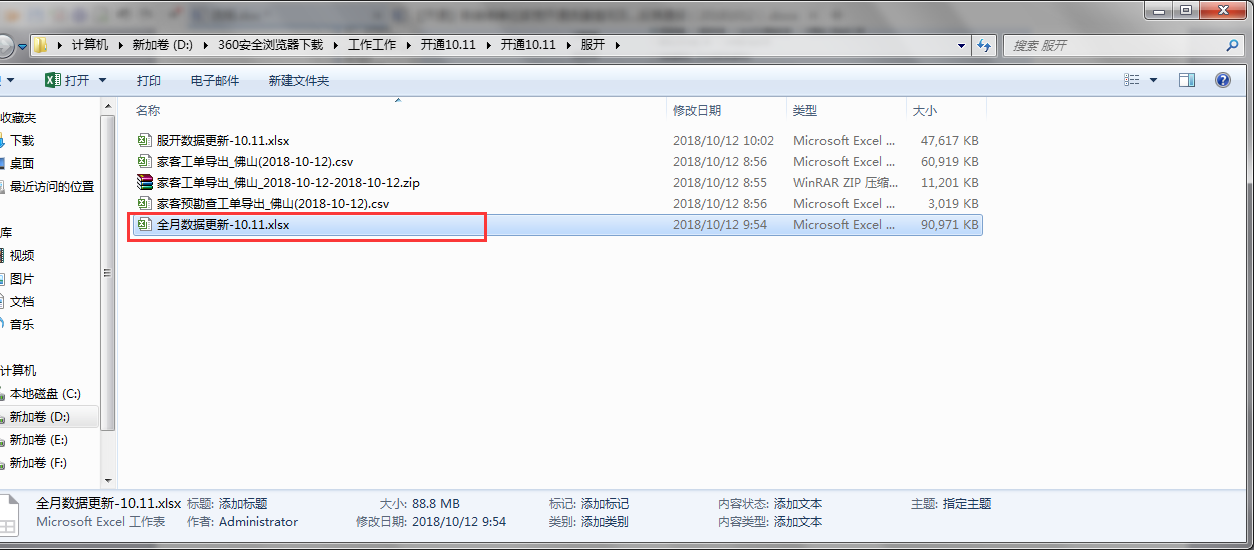 计算机 新加卷 (D:) 360安全浏览器下载 工作工作 开通10.11 开通10.11 服开 搜索 服开
打开 打印 电子邮件 新建文件夹
收藏夹
下载
桌面
最近访问的位置
库
视频
图片
文档
音乐
计算机
本地磁盘 (C:)
新加卷 (D:)
新加卷 (E:)
新加卷 (F:)
名称 修改日期 类型 大小
服开数据更新-10.11.xlsx 2018/10/12 10:02 Microsoft Excel ... 47,617 KB
家客工单导出_佛山(2018-10-12).csv 2018/10/12 8:56 Microsoft Excel ... 60,919 KB
家客工单导出_佛山_2018-10-12-2018-10-12.zip 2018/10/12 8:55 WinRAR ZIP 压缩... 11,201 KB
家客预勘查工单导出_佛山(2018-10-12).csv 2018/10/12 8:56 Microsoft Excel ... 3,019 KB
全月数据更新-10.11.xlsx 2018/10/12 9:54 Microsoft Excel ... 90,971 KB
全月数据更新-10.11.xlsx 标题: 添加标题 大小: 88.8 MB 标记: 添加标记 内容状态: 添加文本 主题: 指定主题
Microsoft Excel 工作表 作者: Administrator 修改日期: 2018/10/12 9:54 类别: 添加类别 内容类型: 添加文本